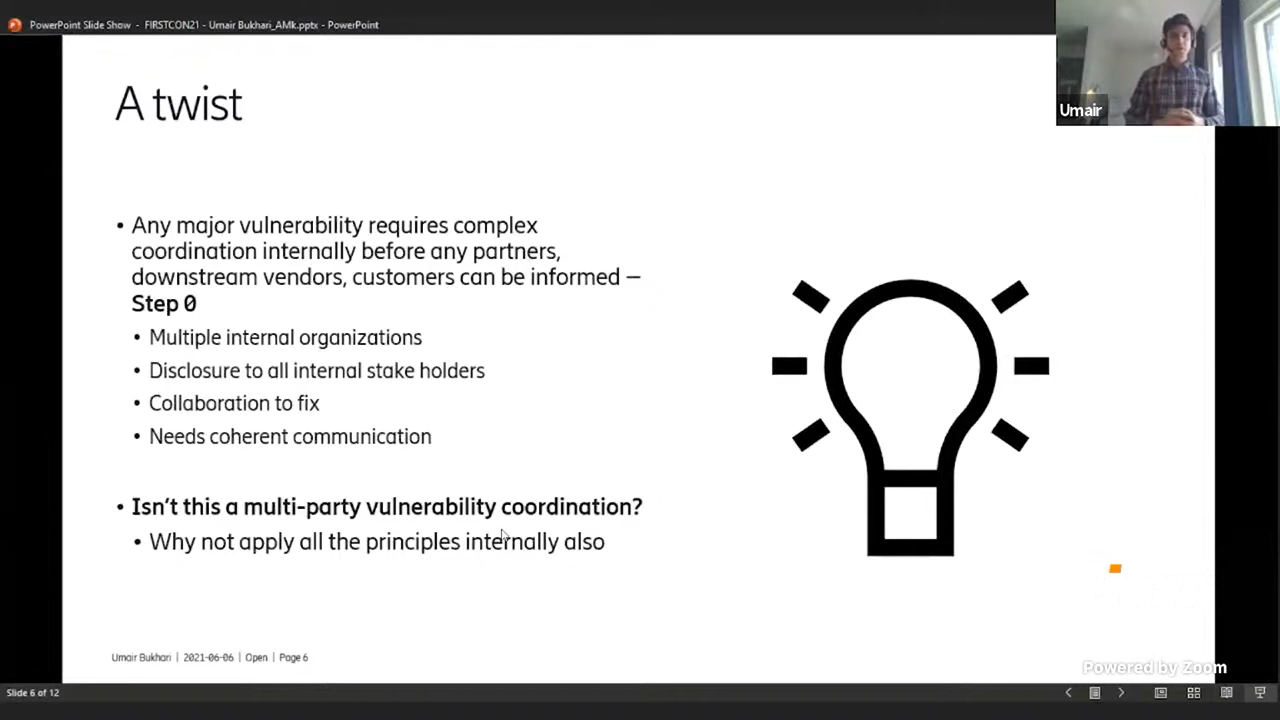 PowerPoint Slide Show - FIRSTCON21 - Umair Bukhari_AMk.pptx - PowerPoint
Umair
A twist
• Any major vulnerability requires complex
coordination internally before any partners,
downstream vendors, customers can be informed –
Step 0
• Multiple internal organizations
• Disclosure to all internal stake holders
• Collaboration to fix
• Needs coherent communication
• Isn't this a multi-party vulnerability coordination?
• Why not apply all the principles internally also
Umair Bukhari | 2021-06-06 | Open | Page 6
Powered by Zoom
Slide 6 of 12